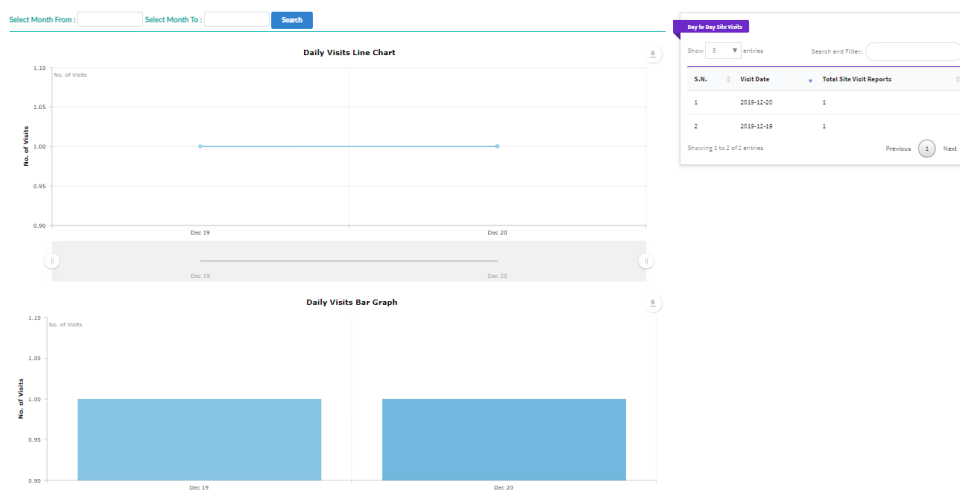 Select Month From :
Select Month To :
Search
Daily Visits Line Chart
No. of Visits
No. of Visits
1.10
1.05
1.00
0.95
0.90
Dec 19
Dec 20
Dec 19
Dec 20
Daily Visits Bar Graph
No. of Visits
No. of Visits
1.10
1.05
1.00
0.95
0.90
Dec 19
Dec 20
Day to Day Site Visits
Show 5 entries
Search and Filter:
S.N. Visit Date Total Site Visit Reports
1 2019-12-20 1
2 2019-12-19 1
Showing 1 to 2 of 2 entries
Previous 1 Next